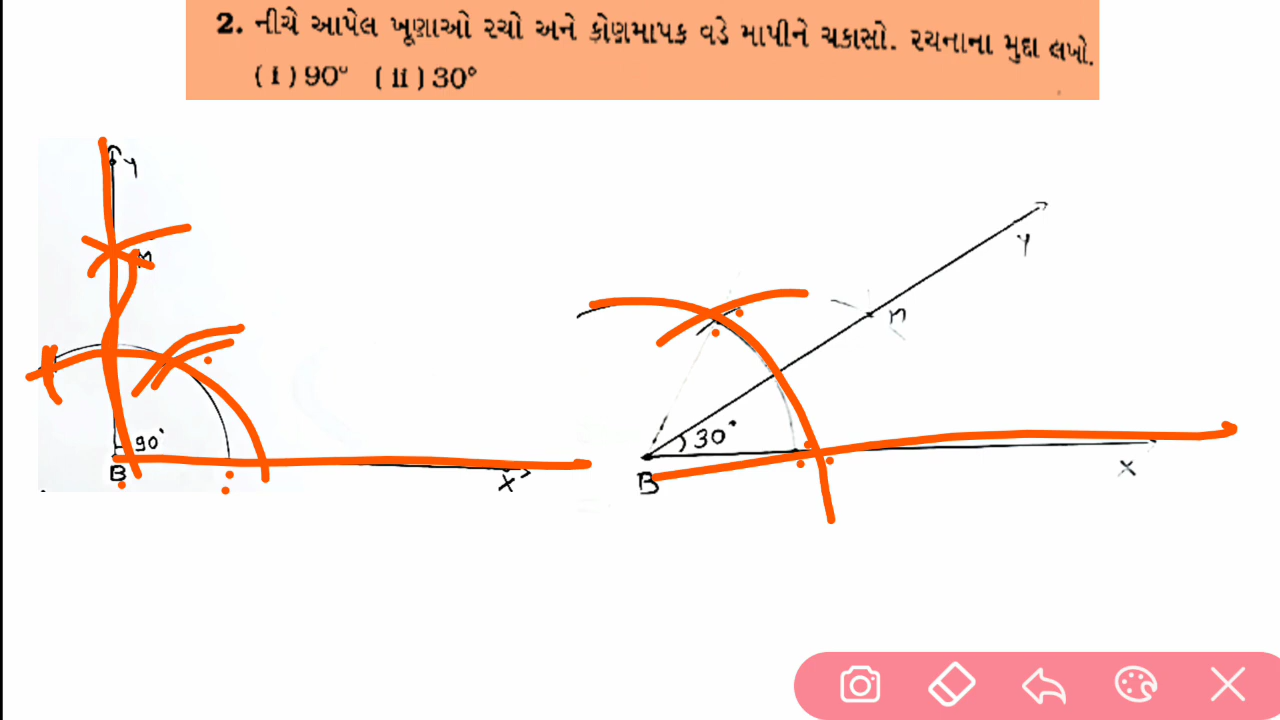 2. નીચે આપેલ ખૂણાઓ રચો અને કોણમાપક વડે માપીને ચકાસો. રચનાના મુદ્દા લખો.
(i) 90° (ii) 30°
Y
M
90°
B
X
Y
M
30°
B
X